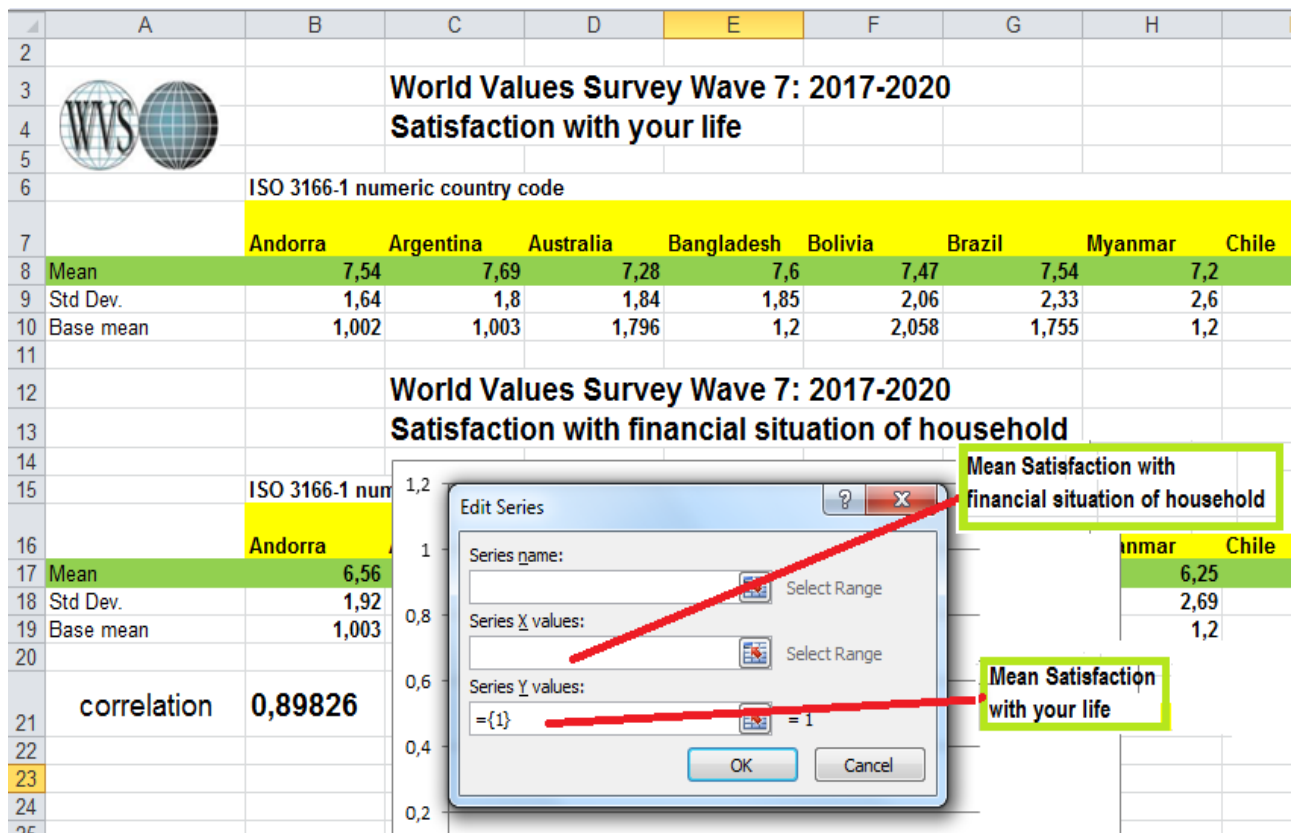 A B C D E F G H
2
3 World Values Survey Wave 7: 2017-2020
WVS
4 Satisfaction with your life
5
6 ISO 3166-1 numeric country code
7 Andorra Argentina Australia Bangladesh Bolivia Brazil Myanmar Chile
8 Mean 7,54 7,69 7,28 7,6 7,47 7,54 7,2
9 Std Dev. 1,64 1,8 1,84 1,85 2,06 2,33 2,6
10 Base mean 1,002 1,003 1,796 1,2 2,058 1,755 1,2
11
12 World Values Survey Wave 7: 2017-2020
13 Satisfaction with financial situation of household
14
Mean Satisfaction with
financial situation of household
15 ISO 3166-1 num
1,2
Edit Series ?
16 Andorra anmar Chile
1
Series name:
17 Mean 6,56 6,25
Select Range
18 Std Dev. 1,92 2,69
0,8
Series X values:
19 Base mean 1,003 1,2
Select Range
20
0,6
Series Y values:
Mean Satisfaction
with your life
21 correlation 0,89826
={1} = 1
22
0,4
OK Cancel
23
24
0,2